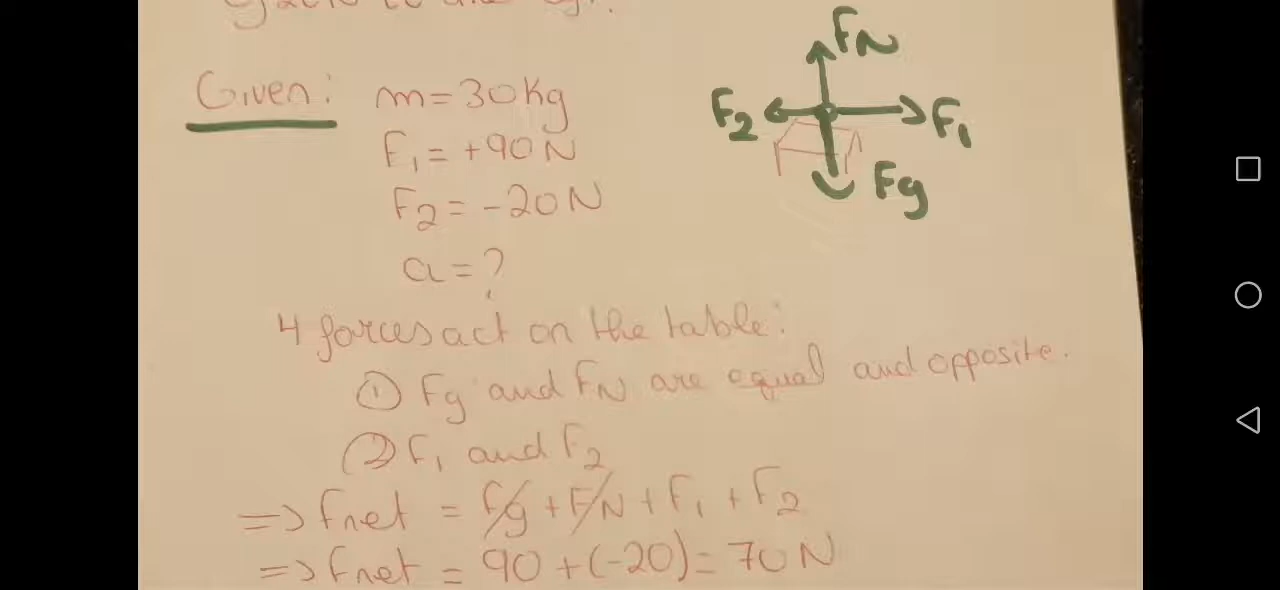 Given: m=30kg
F1=+90N
F2=-20N
a=?
FN
F2
F1
Fg
4 forces act on the table:
① Fg and FN are equal and opposite.
② F1 and F2
=> Fnet = Fg + FN + F1 + F2
=> Fnet = 90 + (-20) = 70 N